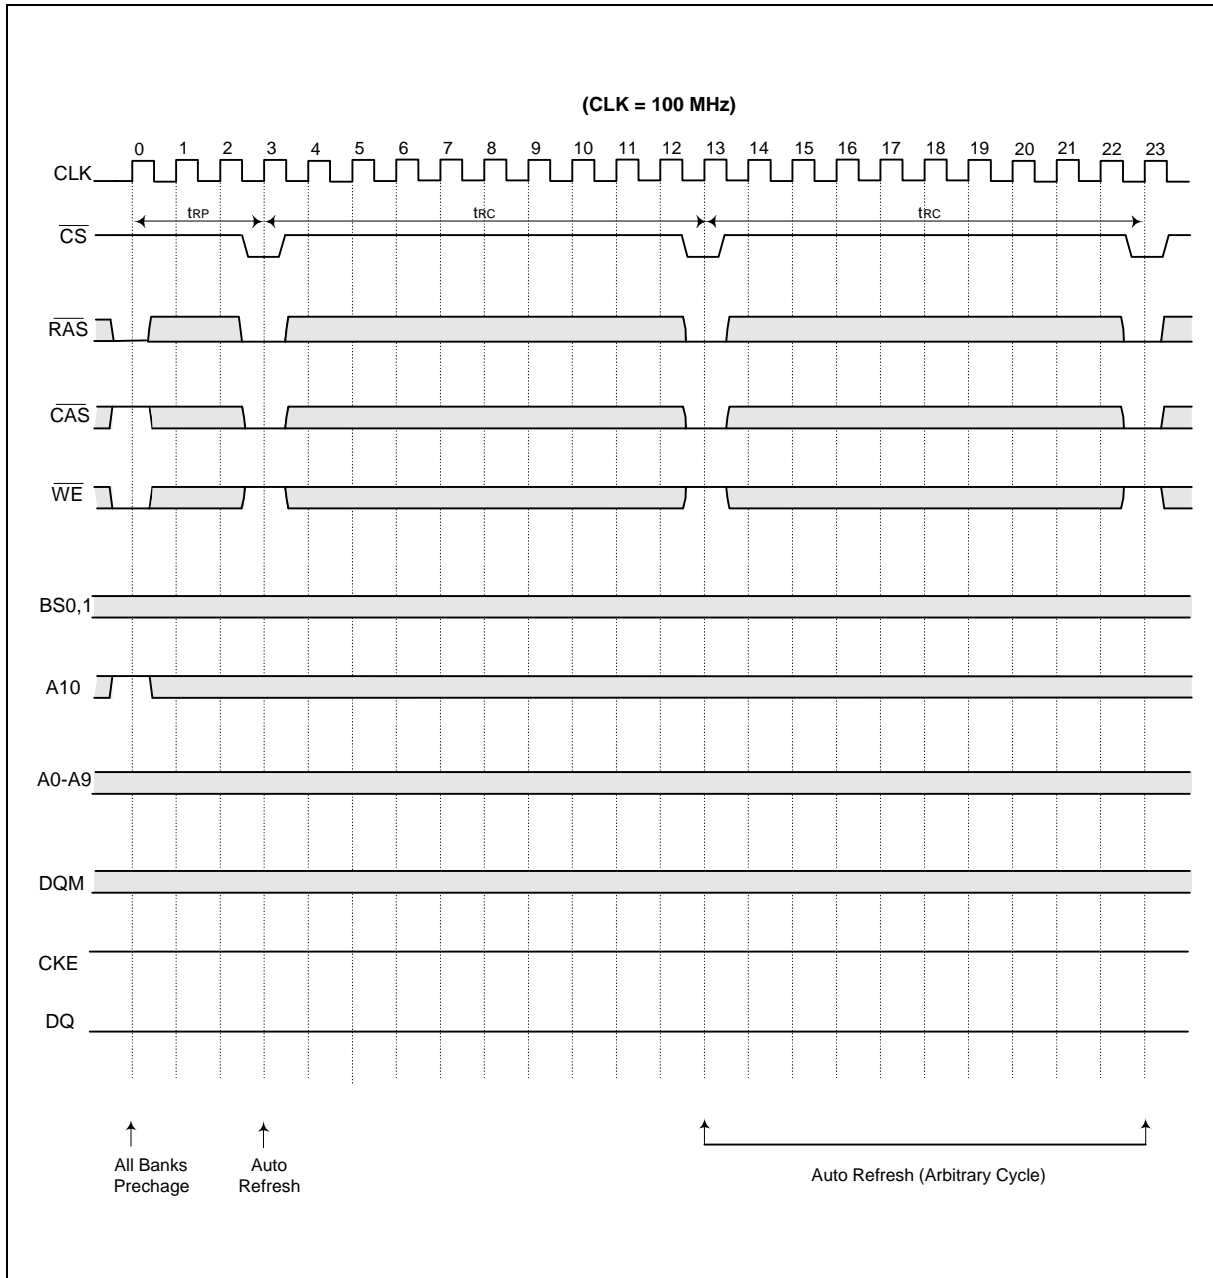 (CLK = 100 MHz)
0 1 2 3 4 5 6 7 8 9 10 11 12 13 14 15 16 17 18 19 20 21 22 23
CLK
tRP tRC tRC
CS
RAS
CAS
WE
BS0,1
A10
A0-A9
DQM
CKE
DQ
All Banks
Prechage
Auto
Refresh
Auto Refresh (Arbitrary Cycle)